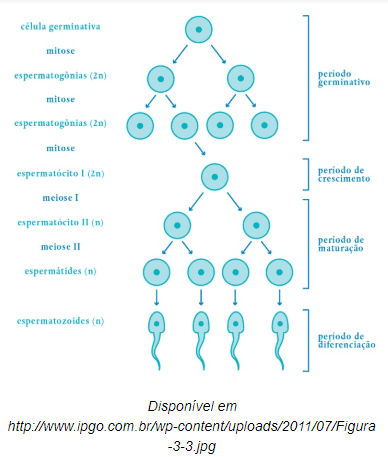 célula germinativa
mitose
espermatogônias (2n)
mitose
espermatogônias (2n)
mitose
espermatócito I (2n)
meiose I
espermatócito II (n)
meiose II
espermátides (n)
espermatozoides (n)
período
germinativo
período de
crescimento
período de
maturação
período de
diferenciação
Disponível em
http://www.ipgo.com.br/wp-content/uploads/2011/07/Figura
-3-3.jpg